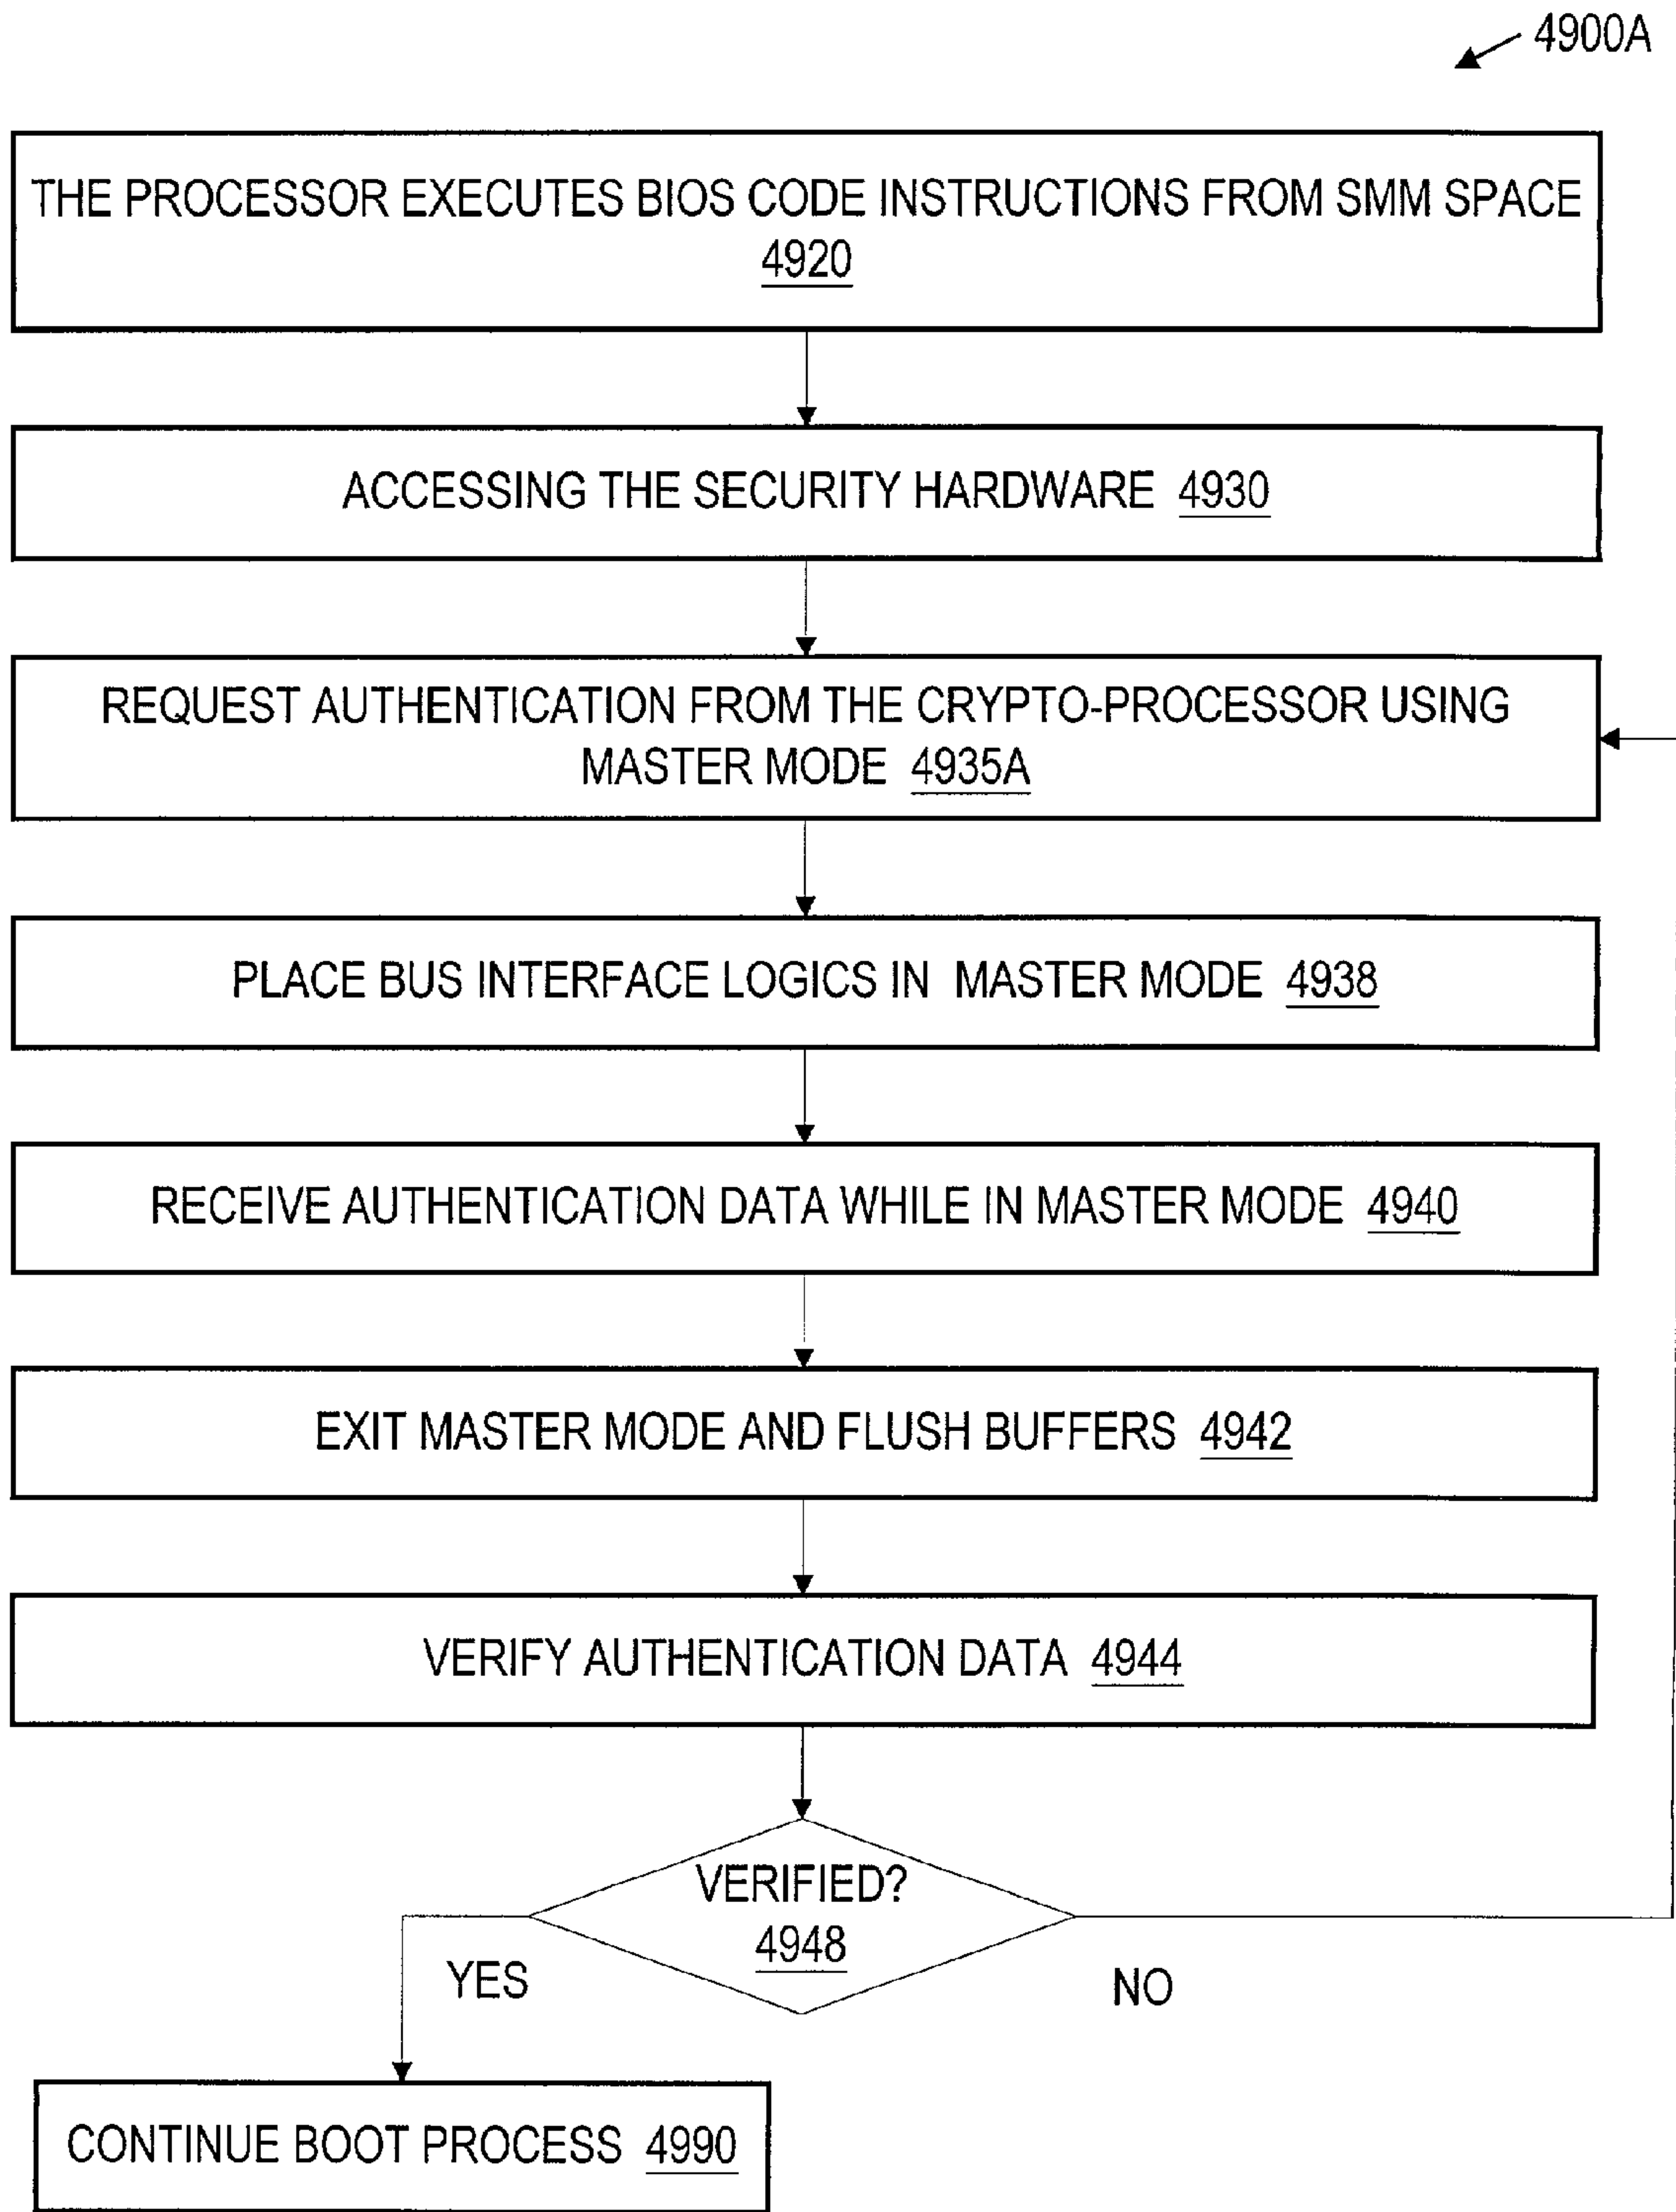 4900A
THE PROCESSOR EXECUTES BIOS CODE INSTRUCTIONS FROM SMM SPACE
4920
ACCESSING THE SECURITY HARDWARE 4930
REQUEST AUTHENTICATION FROM THE CRYPTO-PROCESSOR USING
MASTER MODE 4935A
PLACE BUS INTERFACE LOGICS IN MASTER MODE 4938
RECEIVE AUTHENTICATION DATA WHILE IN MASTER MODE 4940
EXIT MASTER MODE AND FLUSH BUFFERS 4942
VERIFY AUTHENTICATION DATA 4944
VERIFIED?
4948
YES
NO
CONTINUE BOOT PROCESS 4990